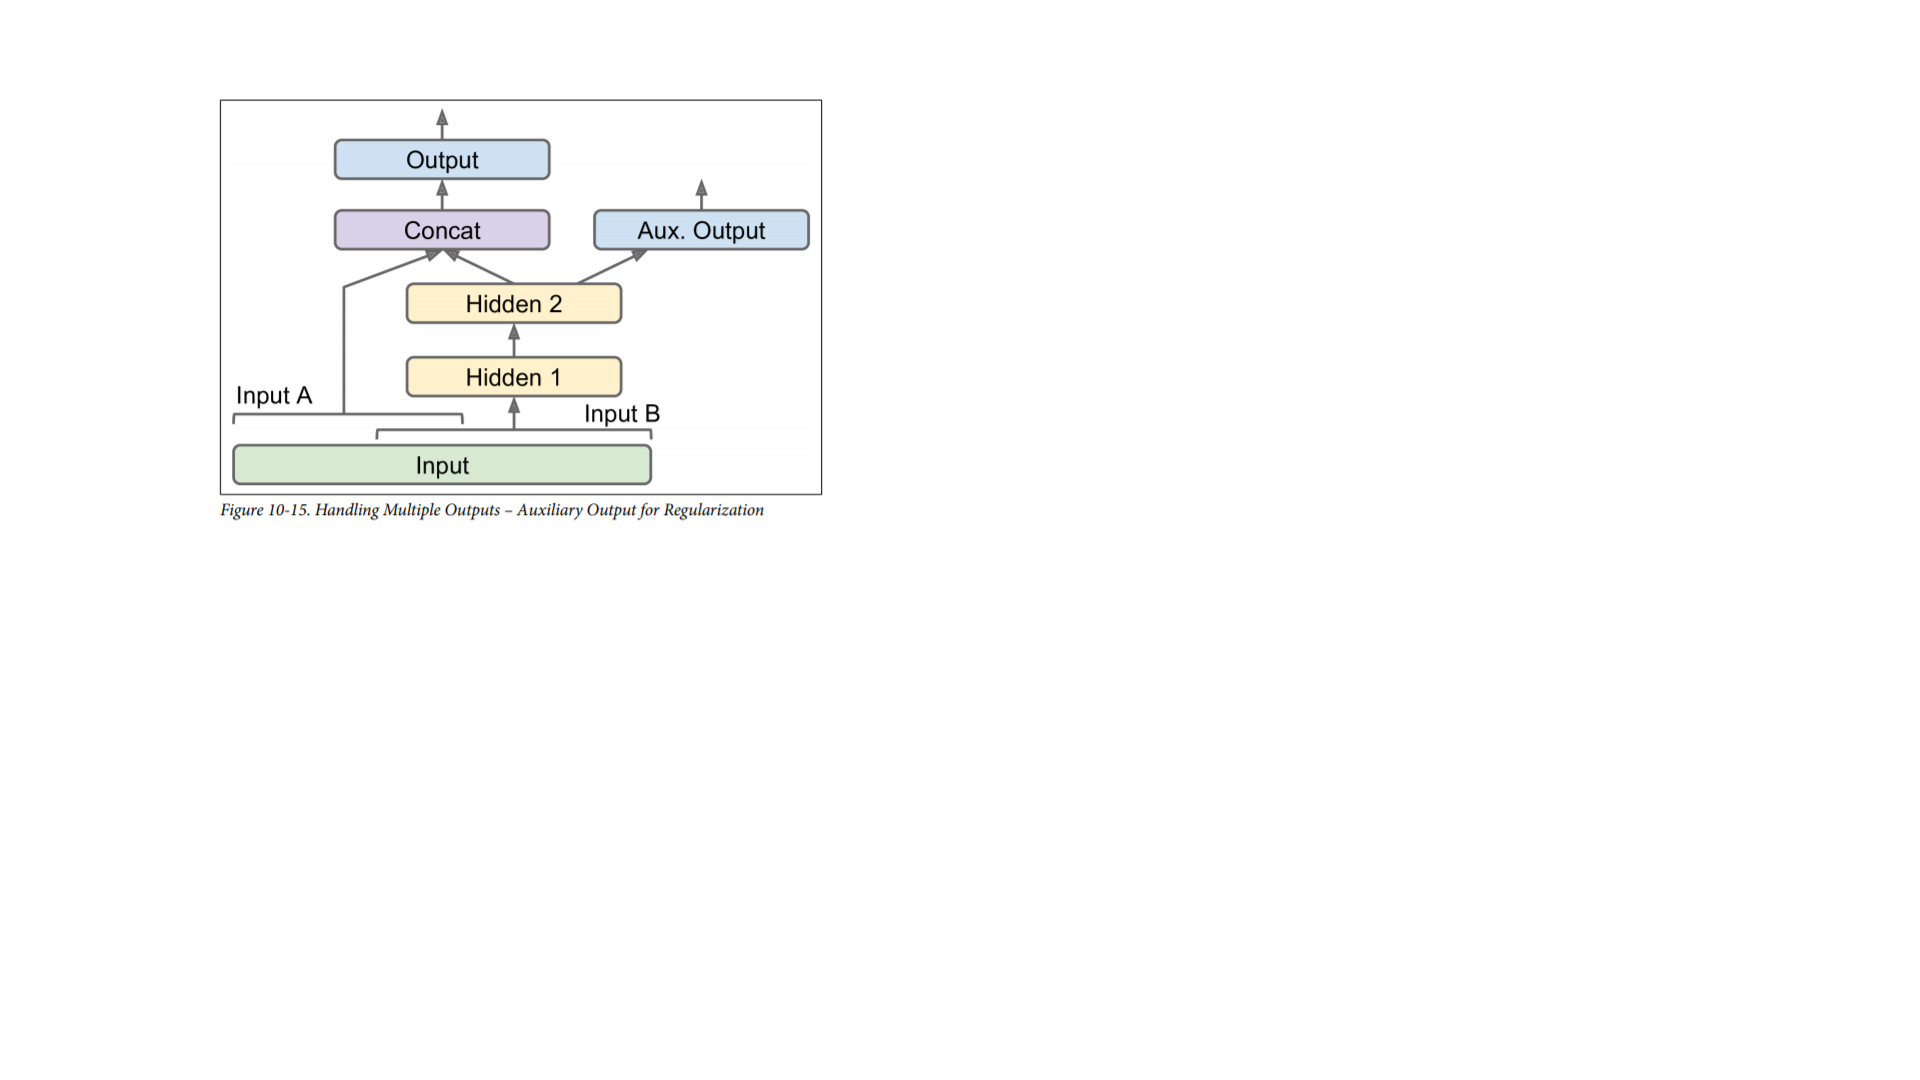 Output
Concat
Aux. Output
Hidden 2
Hidden 1
Input A
Input B
Input
Figure 10-15. Handling Multiple Outputs – Auxiliary Output for Regularization